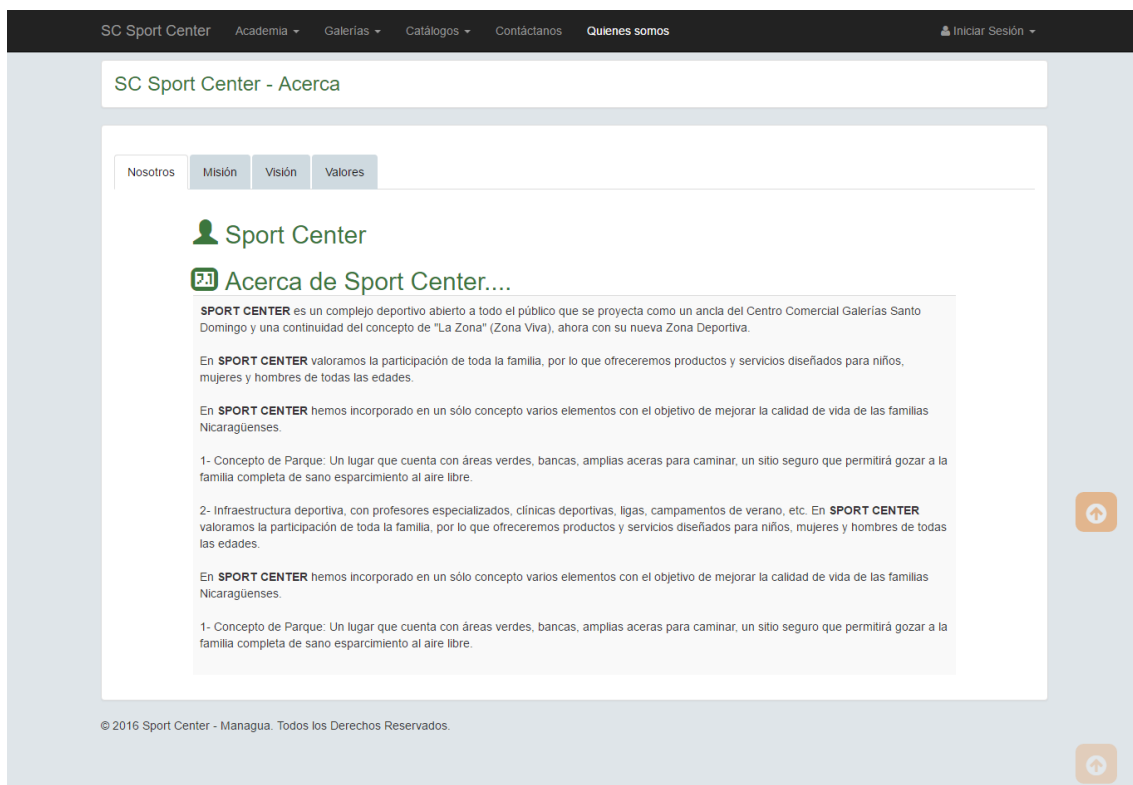 SC Sport Center Academia Galerías Catálogos Contáctanos Quienes somos Iniciar Sesión
SC Sport Center - Acerca
Nosotros Misión Visión Valores
Sport Center
Acerca de Sport Center....
SPORT CENTER es un complejo deportivo abierto a todo el público que se proyecta como un ancla del Centro Comercial Galerías Santo
Domingo y una continuidad del concepto de "La Zona" (Zona Viva), ahora con su nueva Zona Deportiva.
En SPORT CENTER valoramos la participación de toda la familia, por lo que ofreceremos productos y servicios diseñados para niños,
mujeres y hombres de todas las edades.
En SPORT CENTER hemos incorporado en un sólo concepto varios elementos con el objetivo de mejorar la calidad de vida de las familias
Nicaragüenses.
1- Concepto de Parque: Un lugar que cuenta con áreas verdes, bancas, amplias aceras para caminar, un sitio seguro que permitirá gozar a la
familia completa de sano esparcimiento al aire libre.
2- Infraestructura deportiva, con profesores especializados, clínicas deportivas, ligas, campamentos de verano, etc. En SPORT CENTER
valoramos la participación de toda la familia, por lo que ofreceremos productos y servicios diseñados para niños, mujeres y hombres de todas
las edades.
En SPORT CENTER hemos incorporado en un sólo concepto varios elementos con el objetivo de mejorar la calidad de vida de las familias
Nicaragüenses.
1- Concepto de Parque: Un lugar que cuenta con áreas verdes, bancas, amplias aceras para caminar, un sitio seguro que permitirá gozar a la
familia completa de sano esparcimiento al aire libre.
© 2016 Sport Center - Managua. Todos los Derechos Reservados.